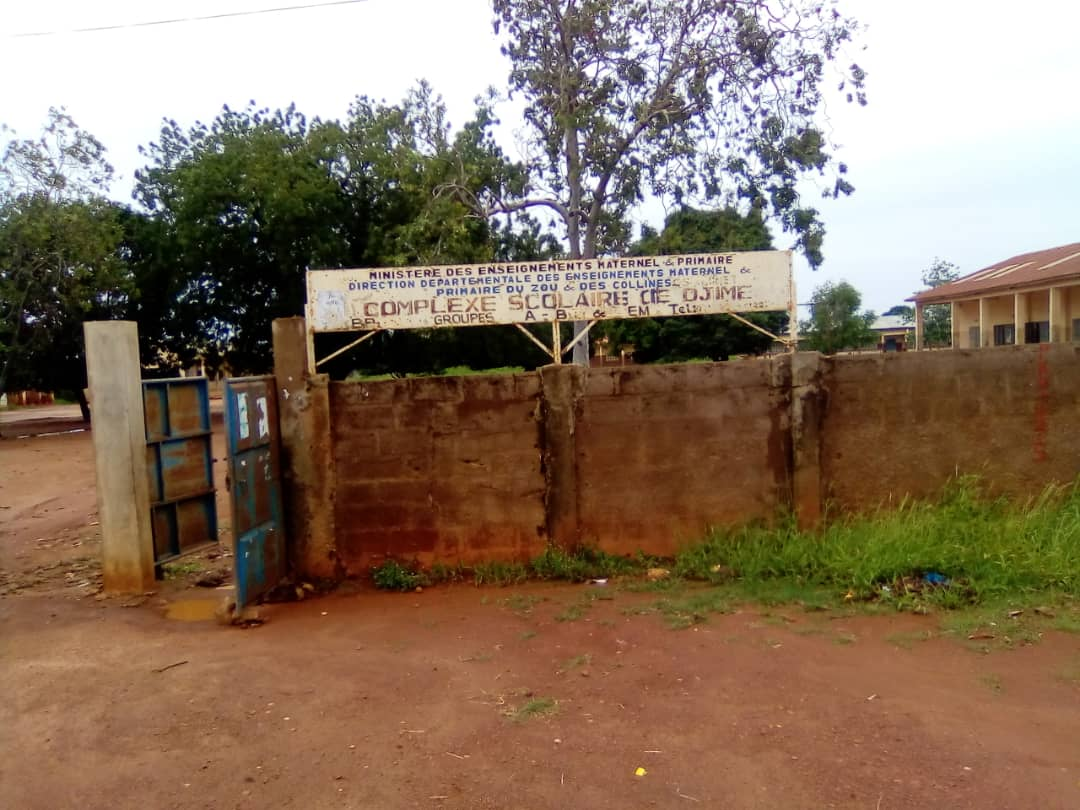 MINISTERE DES ENSEIGNEMENTS MATERNEL & PRIMAIRE
DIRECTION DEPARTEMENTALE DES ENSEIGNEMENTS MATERNEL &
PRIMAIRE DU ZOU & DES COLLINES
COMPLEXE SCOLAIRE DE DJIME
GROUPES A - B & EM Tel: